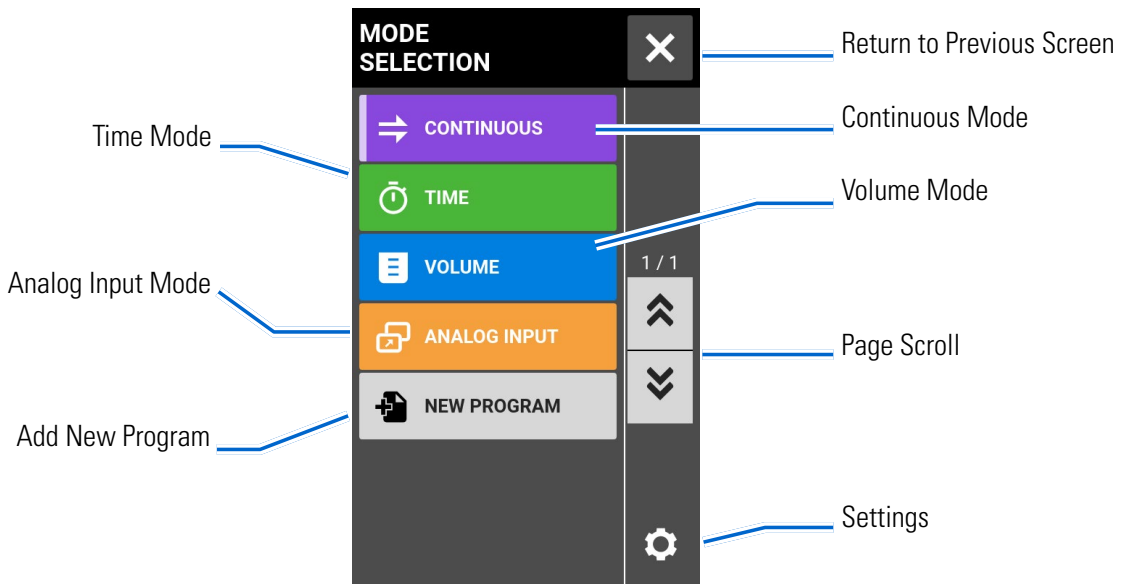 MODE
SELECTION
Return to Previous Screen
CONTINUOUS
Continuous Mode
Time Mode
TIME
Volume Mode
VOLUME
1 / 1
Analog Input Mode
ANALOG INPUT
Page Scroll
NEW PROGRAM
Add New Program
Settings